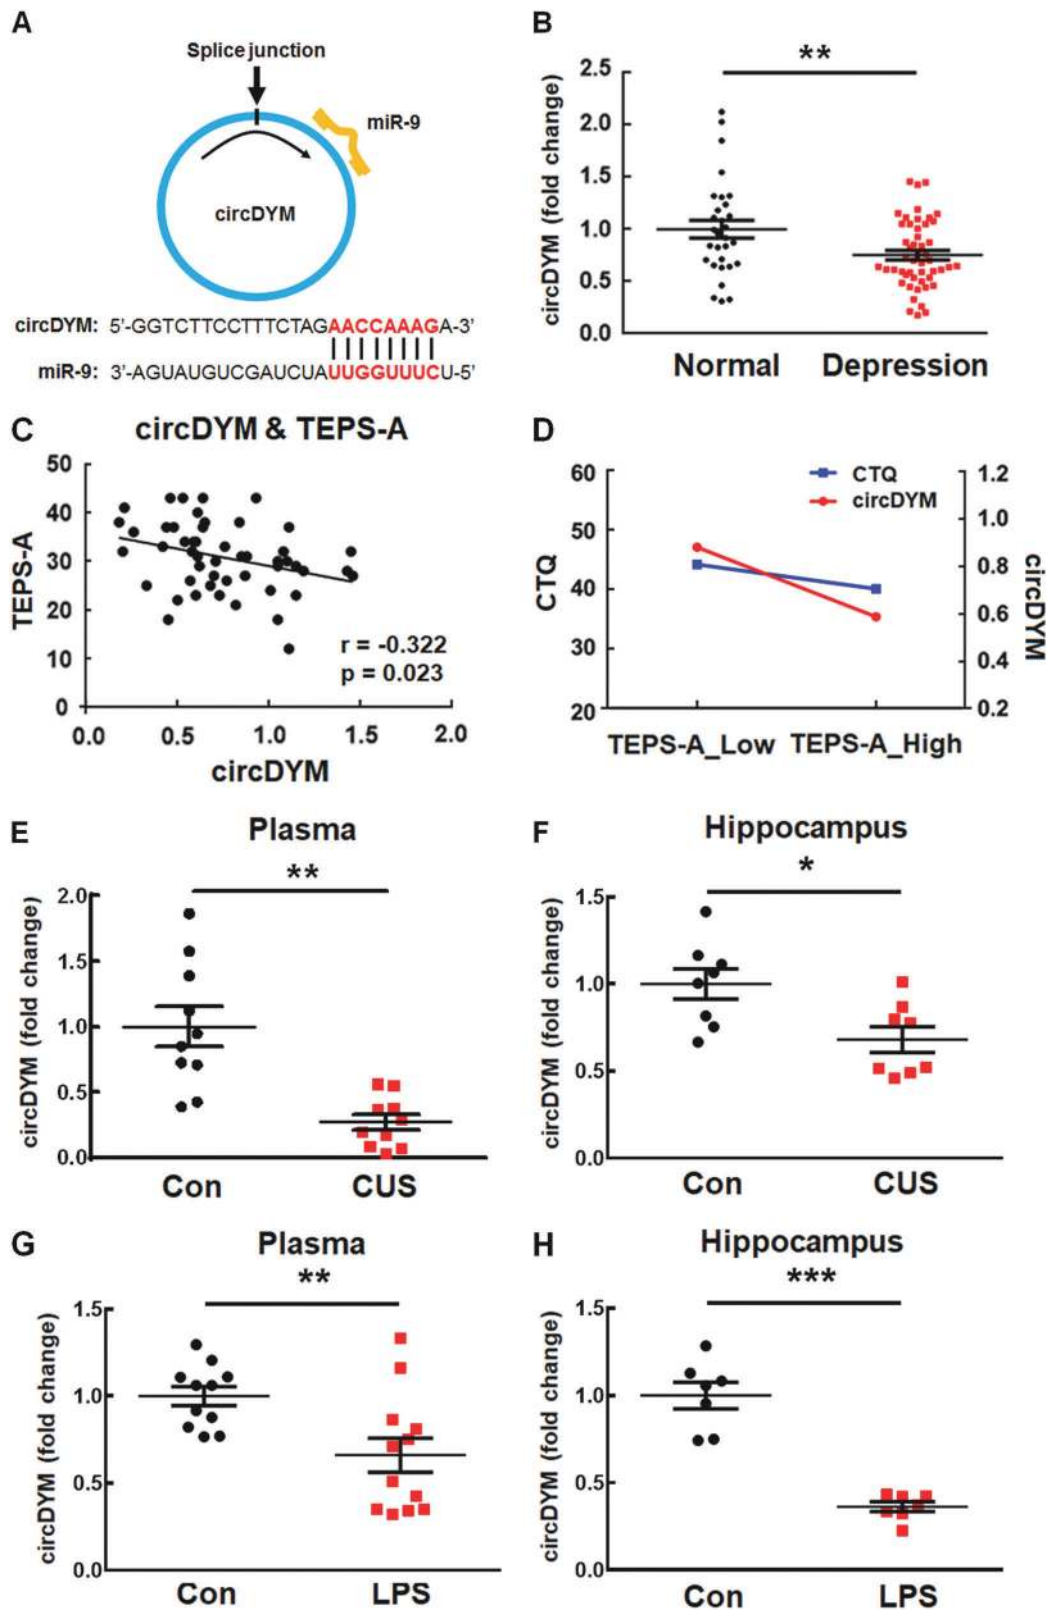 A
Splice junction
miR-9
circDYM
circDYM: 5'-GGTCTTCCTTTCTAGAACCAAAGA-3'
miR-9: 3'-AGUAUGUCGAUCUAUUGGUUUCU-5'
B
**
circDYM (fold change)
2.5
2.0
1.5
1.0
0.5
0.0
Normal Depression
C
circDYM & TEPS-A
TEPS-A
50
40
30
20
10
0
r = -0.322
p = 0.023
0.0 0.5 1.0 1.5 2.0
circDYM
D
CTQ
60
50
40
30
20
CTQ
circDYM
1.2
1.0
0.8
0.6
0.4
0.2
circDYM
TEPS-A_Low TEPS-A_High
E
Plasma
**
circDYM (fold change)
2.0
1.5
1.0
0.5
0.0
Con CUS
F
Hippocampus
*
circDYM (fold change)
1.5
1.0
0.5
0.0
Con CUS
G
Plasma
**
circDYM (fold change)
1.5
1.0
0.5
0.0
Con LPS
H
Hippocampus
***
circDYM (fold change)
1.5
1.0
0.5
0.0
Con LPS